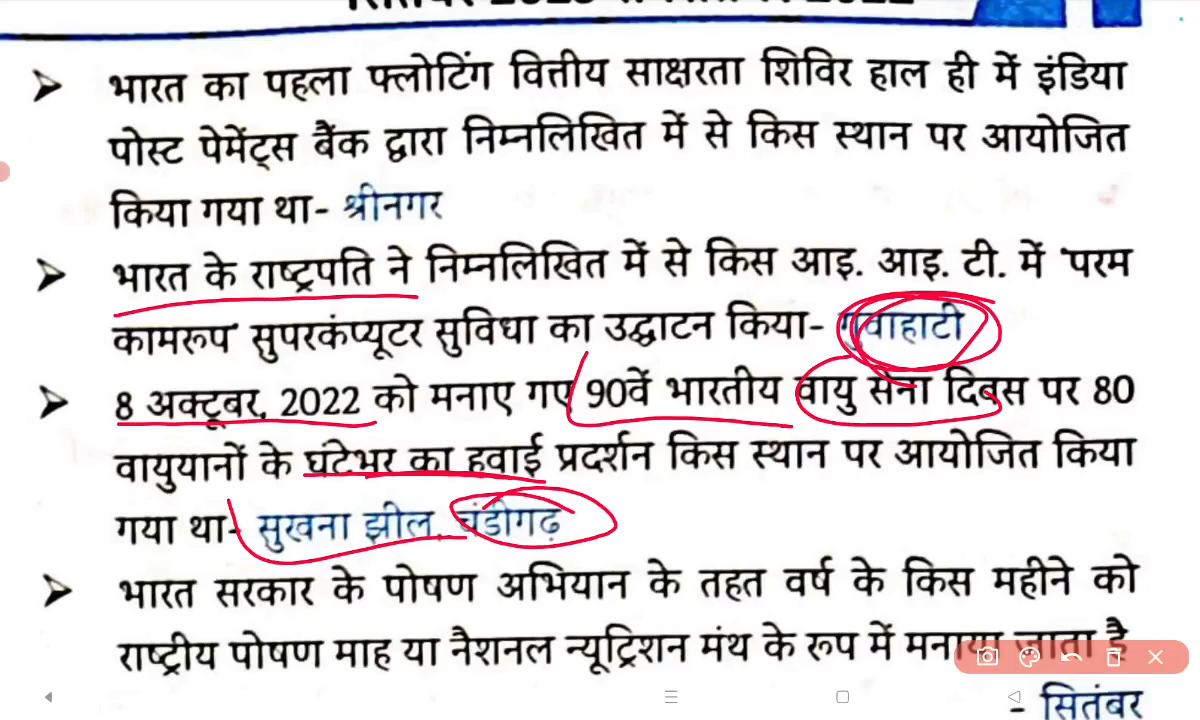 भारत का पहला फ्लोटिंग वित्तीय साक्षरता शिविर हाल ही में इंडिया
पोस्ट पेमेंट्स बैंक द्वारा निम्नलिखित में से किस स्थान पर आयोजित
किया गया था- श्रीनगर
भारत के राष्ट्रपति ने निम्नलिखित में से किस आइ. आइ. टी. में 'परम
कामरूप' सुपरकंप्यूटर सुविधा का उद्घाटन किया- गुवाहाटी
8 अक्टूबर, 2022 को मनाए गए 90वें भारतीय वायु सेना दिवस पर 80
वायुयानों के घंटेभर का हवाई प्रदर्शन किस स्थान पर आयोजित किया
गया था- सुखना झील, चंडीगढ़
भारत सरकार के पोषण अभियान के तहत वर्ष के किस महीने को
राष्ट्रीय पोषण माह या नैशनल न्यूट्रिशन मंथ के रूप में मनाया जाता है
- सितंबर